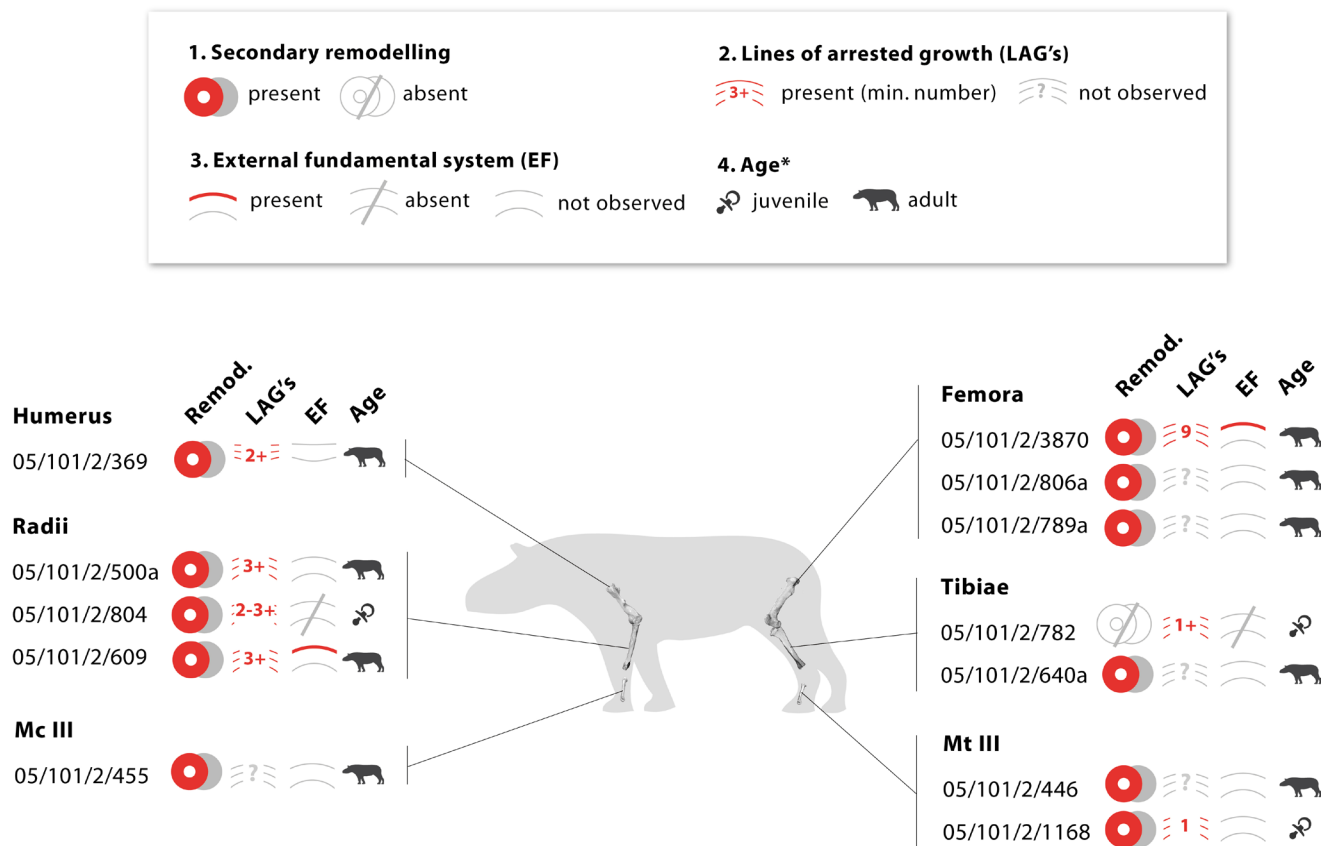 1. Secondary remodelling
present
absent
2. Lines of arrested growth (LAG's)
3+
present (min. number)
?
not observed
3. External fundamental system (EF)
present
absent
not observed
4. Age*
juvenile
adult
Remod.
LAG's
EF
Age
Humerus
05/101/2/369
2+
Radii
05/101/2/500a
3+
05/101/2/804
2-3+
05/101/2/609
3+
Mc III
05/101/2/455
?
Remod.
LAG's
EF
Age
Femora
05/101/2/3870
9
05/101/2/806a
?
05/101/2/789a
?
Tibiae
05/101/2/782
1+
05/101/2/640a
?
Mt III
05/101/2/446
?
05/101/2/1168
1